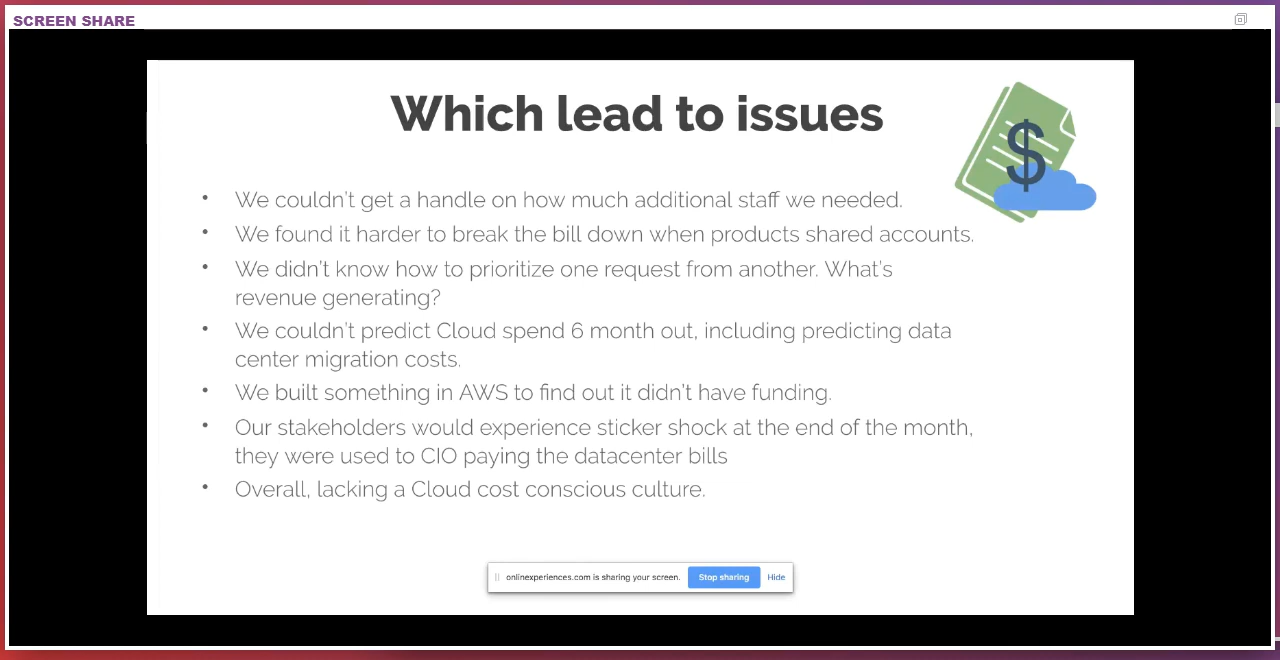 SCREEN SHARE
Which lead to issues
$
• We couldn't get a handle on how much additional staff we needed.
• We found it harder to break the bill down when products shared accounts.
• We didn't know how to prioritize one request from another. What's
revenue generating?
• We couldn't predict Cloud spend 6 month out, including predicting data
center migration costs.
• We built something in AWS to find out it didn't have funding.
• Our stakeholders would experience sticker shock at the end of the month,
they were used to CIO paying the datacenter bills
• Overall, lacking a Cloud cost conscious culture.
onlinexperiences.com is sharing your screen. Stop sharing Hide